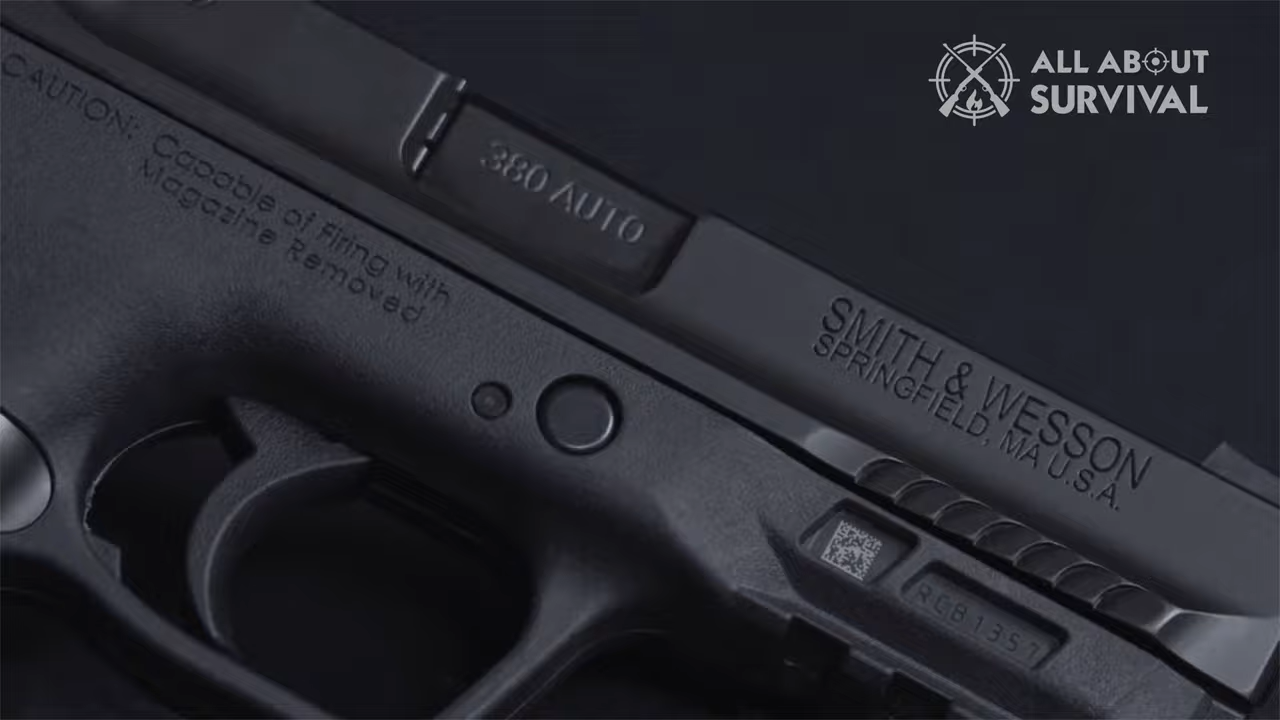 ALL ABOUT
SURVIVAL
CAUTION: Capable of firing with
Magazine Removed
380 AUTO
SMITH & WESSON
SPRINGFIELD, MA U.S.A.
RCB1357